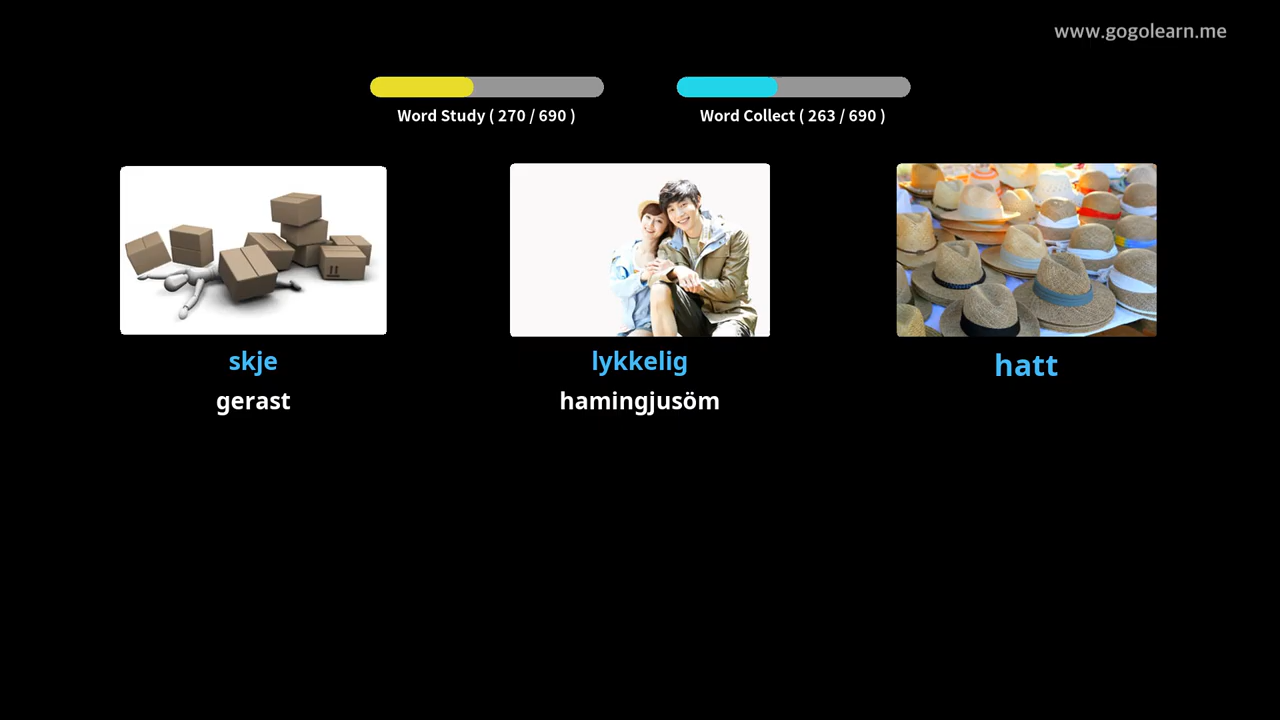 www.gogolearn.me
Word Study ( 270 / 690 )
Word Collect ( 263 / 690 )
skje
gerast
lykkelig
hamingjusöm
hatt